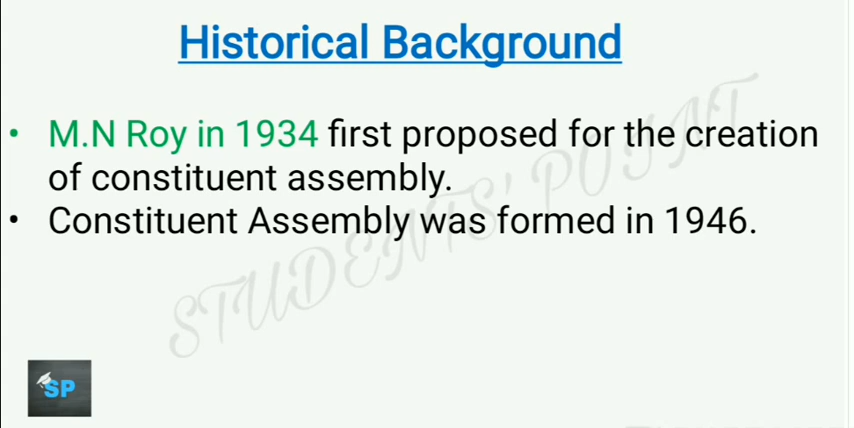 Historical Background
• M.N Roy in 1934 first proposed for the creation
of constituent assembly.
• Constituent Assembly was formed in 1946.
STUDENTS' POINT
SP